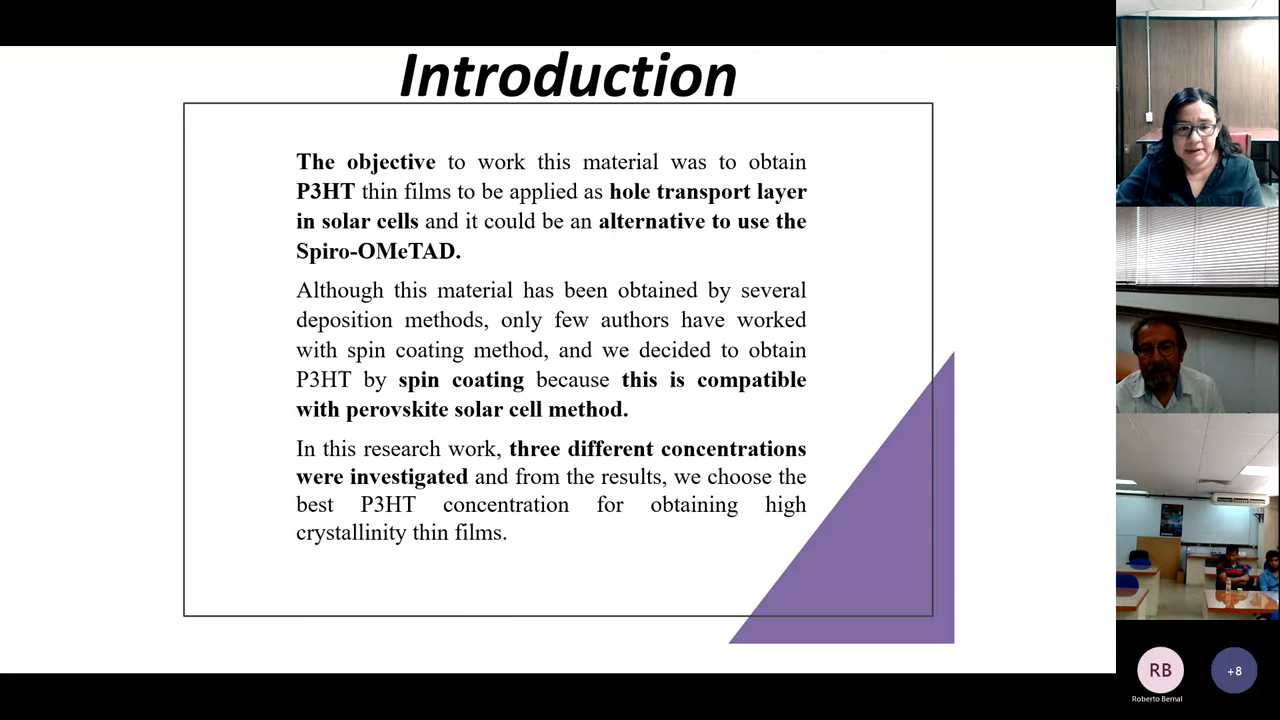 Introduction
The objective to work this material was to obtain
P3HT thin films to be applied as hole transport layer
in solar cells and it could be an alternative to use the
Spiro-OMeTAD.
Although this material has been obtained by several
deposition methods, only few authors have worked
with spin coating method, and we decided to obtain
P3HT by spin coating because this is compatible
with perovskite solar cell method.
In this research work, three different concentrations
were investigated and from the results, we choose the
best P3HT concentration for obtaining high
crystallinity thin films.
RB
+8
Roberto Bernal